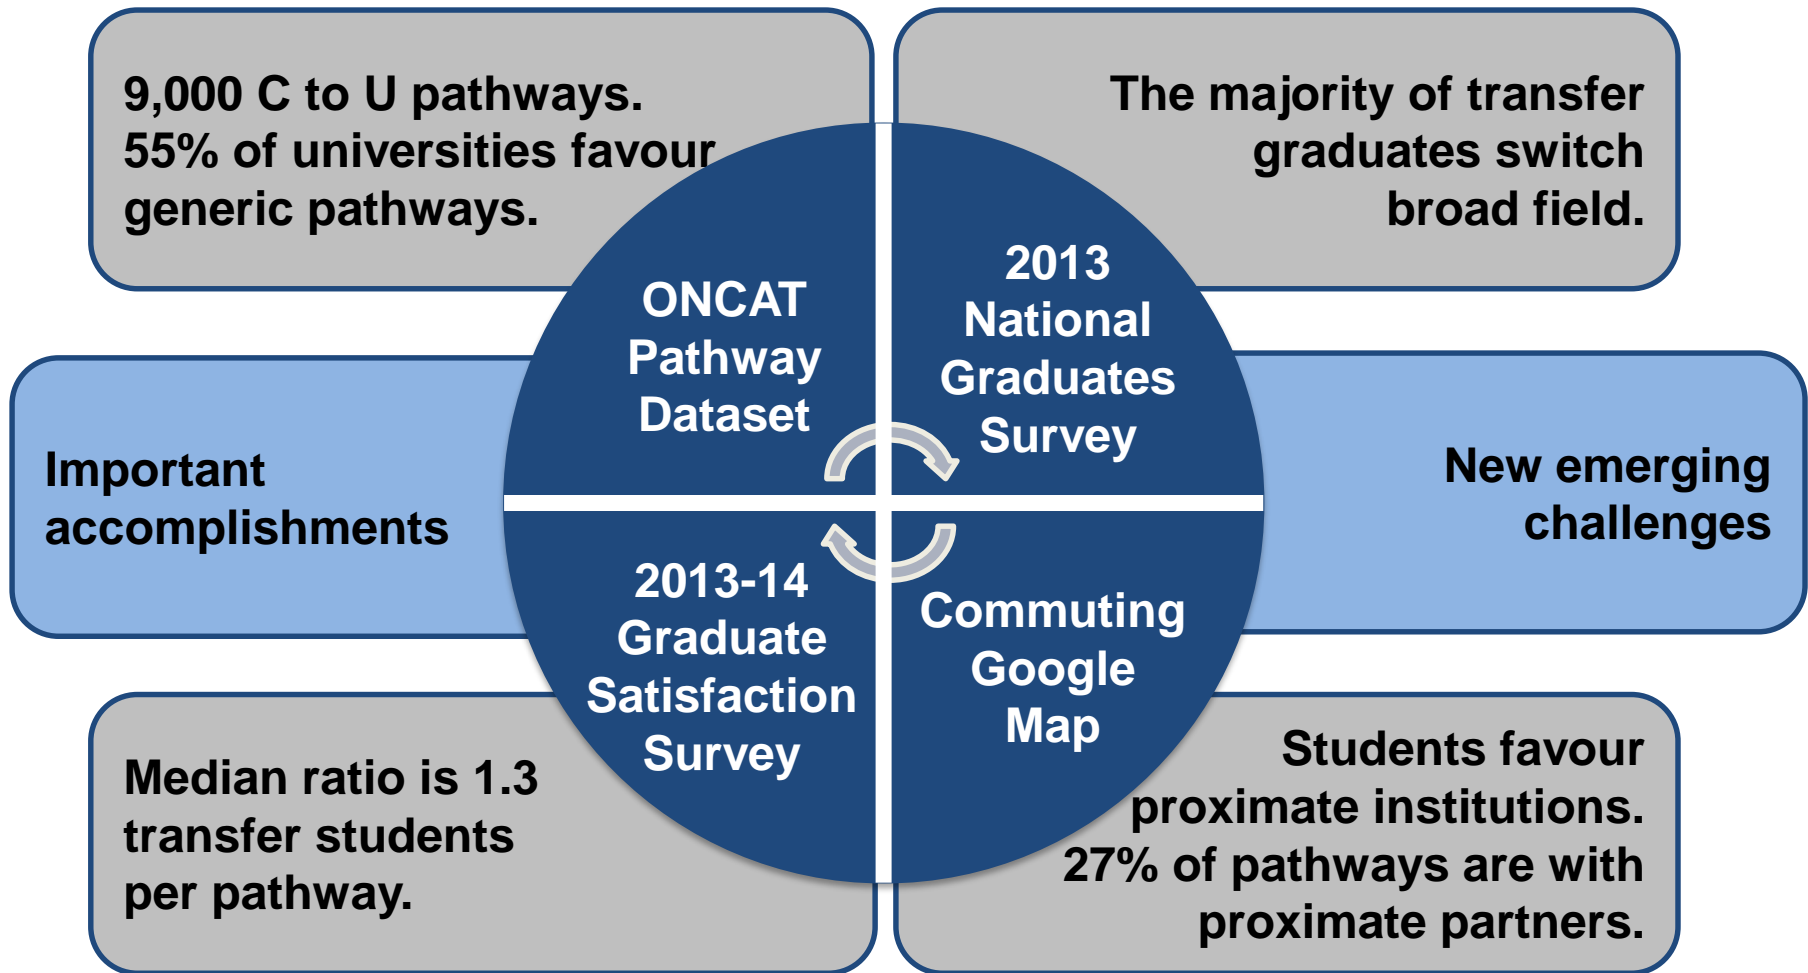 9,000 C to U pathways.
55% of universities favour
generic pathways.
The majority of transfer
graduates switch
broad field.
ONCAT
Pathway
Dataset
2013
National
Graduates
Survey
Important
accomplishments
New emerging
challenges
2013-14
Graduate
Satisfaction
Survey
Commuting
Google
Map
Median ratio is 1.3
transfer students
per pathway.
Students favour
proximate institutions.
27% of pathways are with
proximate partners.